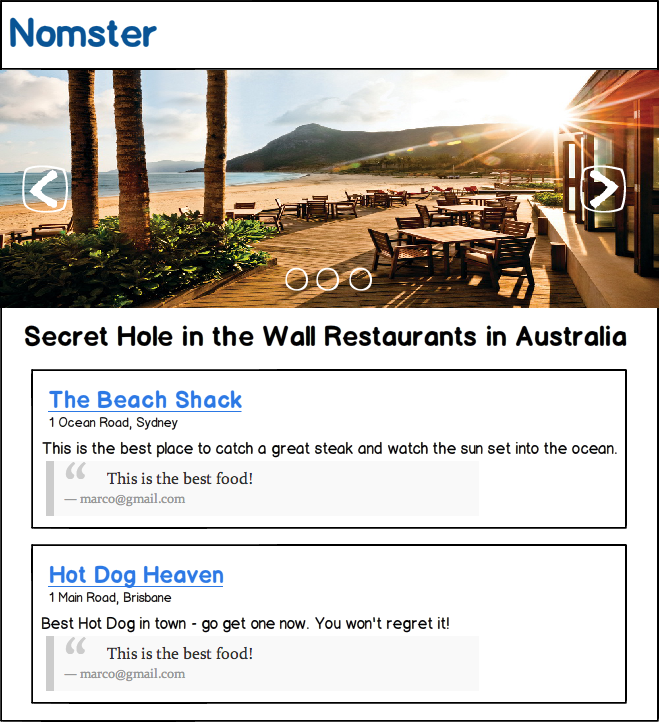 Nomster
Secret Hole in the Wall Restaurants in Australia
The Beach Shack
1 Ocean Road, Sydney
This is the best place to catch a great steak and watch the sun set into the ocean.
“ This is the best food!
— marco@gmail.com
Hot Dog Heaven
1 Main Road, Brisbane
Best Hot Dog in town - go get one now. You won't regret it!
“ This is the best food!
— marco@gmail.com